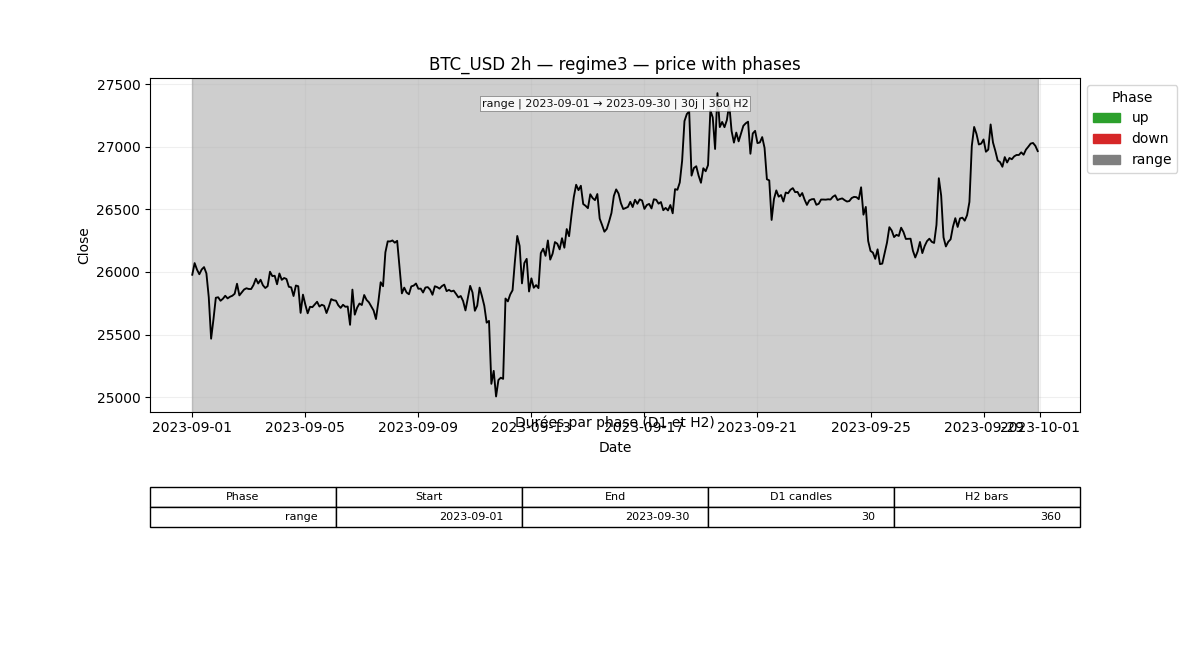 BTC_USD 2h — regime3 — price with phases
27500
27000
26500
26000
25500
25000
Close
range | 2023-09-01 → 2023-09-30 | 30j | 360 H2
Phase
up
down
range
Durées par phase (D1 et H2)
2023-09-01 2023-09-05 2023-09-09 2023-09-13 2023-09-17 2023-09-21 2023-09-25 2023-09-29 2023-10-01
Date
Phase Start End D1 candles H2 bars
range 2023-09-01 2023-09-30 30 360